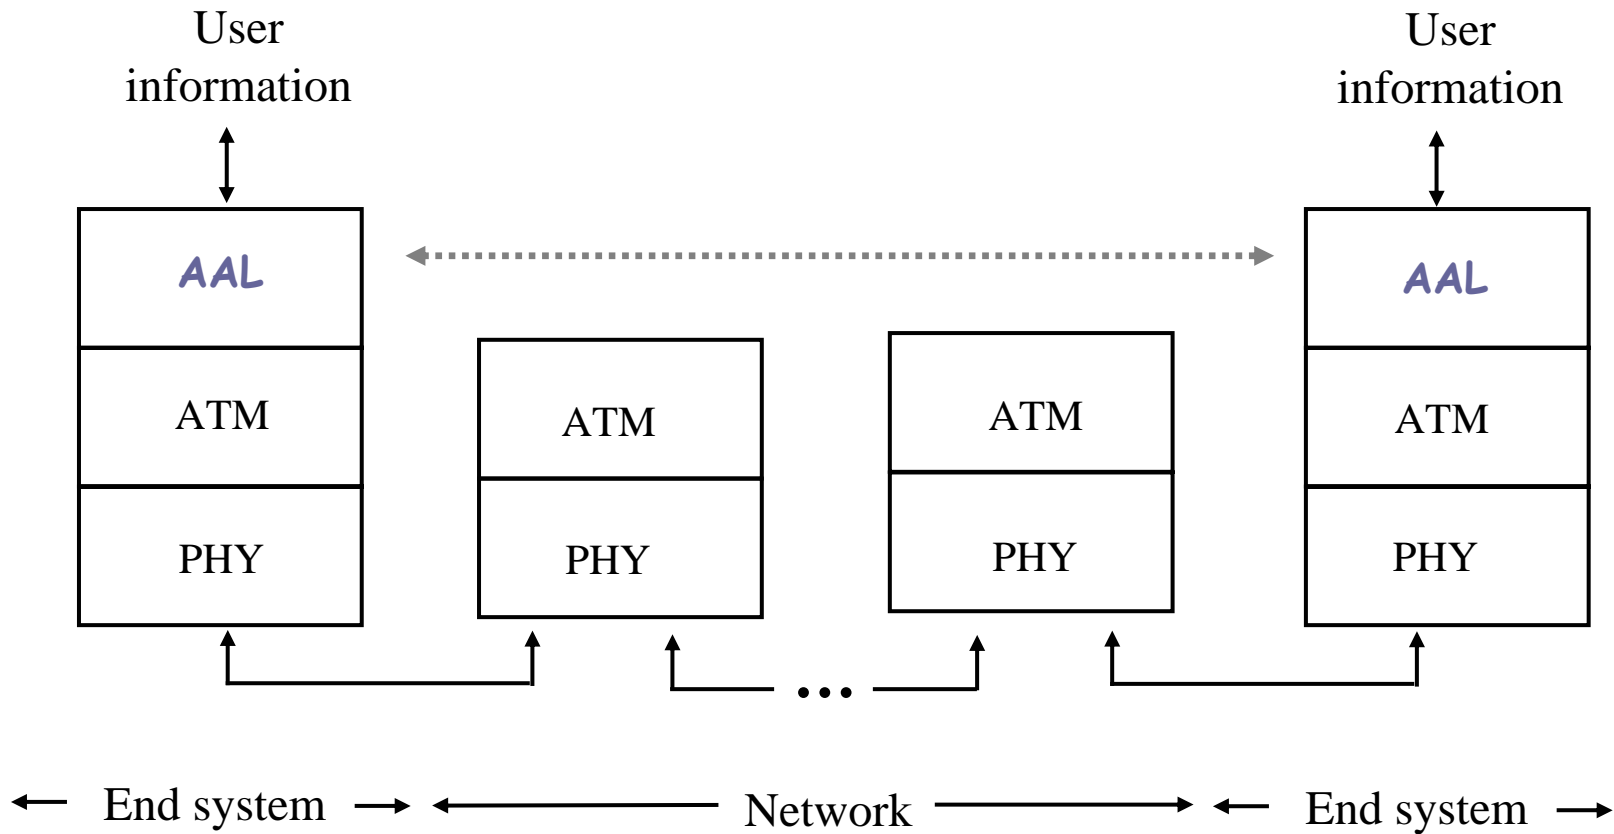 User
information
User
information
AAL
AAL
ATM
ATM
ATM
ATM
PHY
PHY
PHY
PHY
...
End system
Network
End system